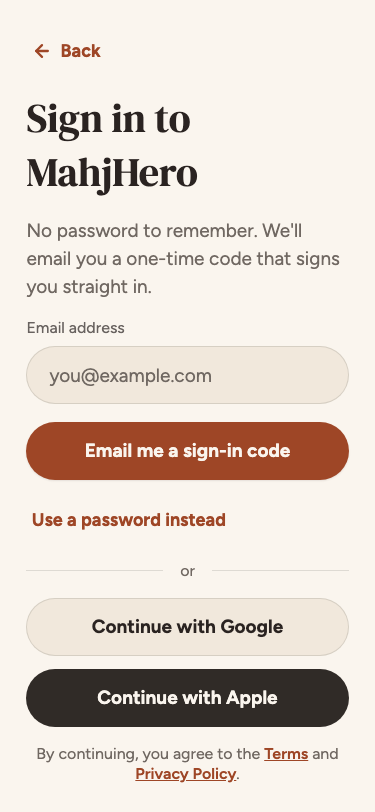 Back
Sign in to
MahjHero
No password to remember. We'll
email you a one-time code that signs
you straight in.
Email address
you@example.com
Email me a sign-in code
Use a password instead
or
Continue with Google
Continue with Apple
By continuing, you agree to the Terms and
Privacy Policy.